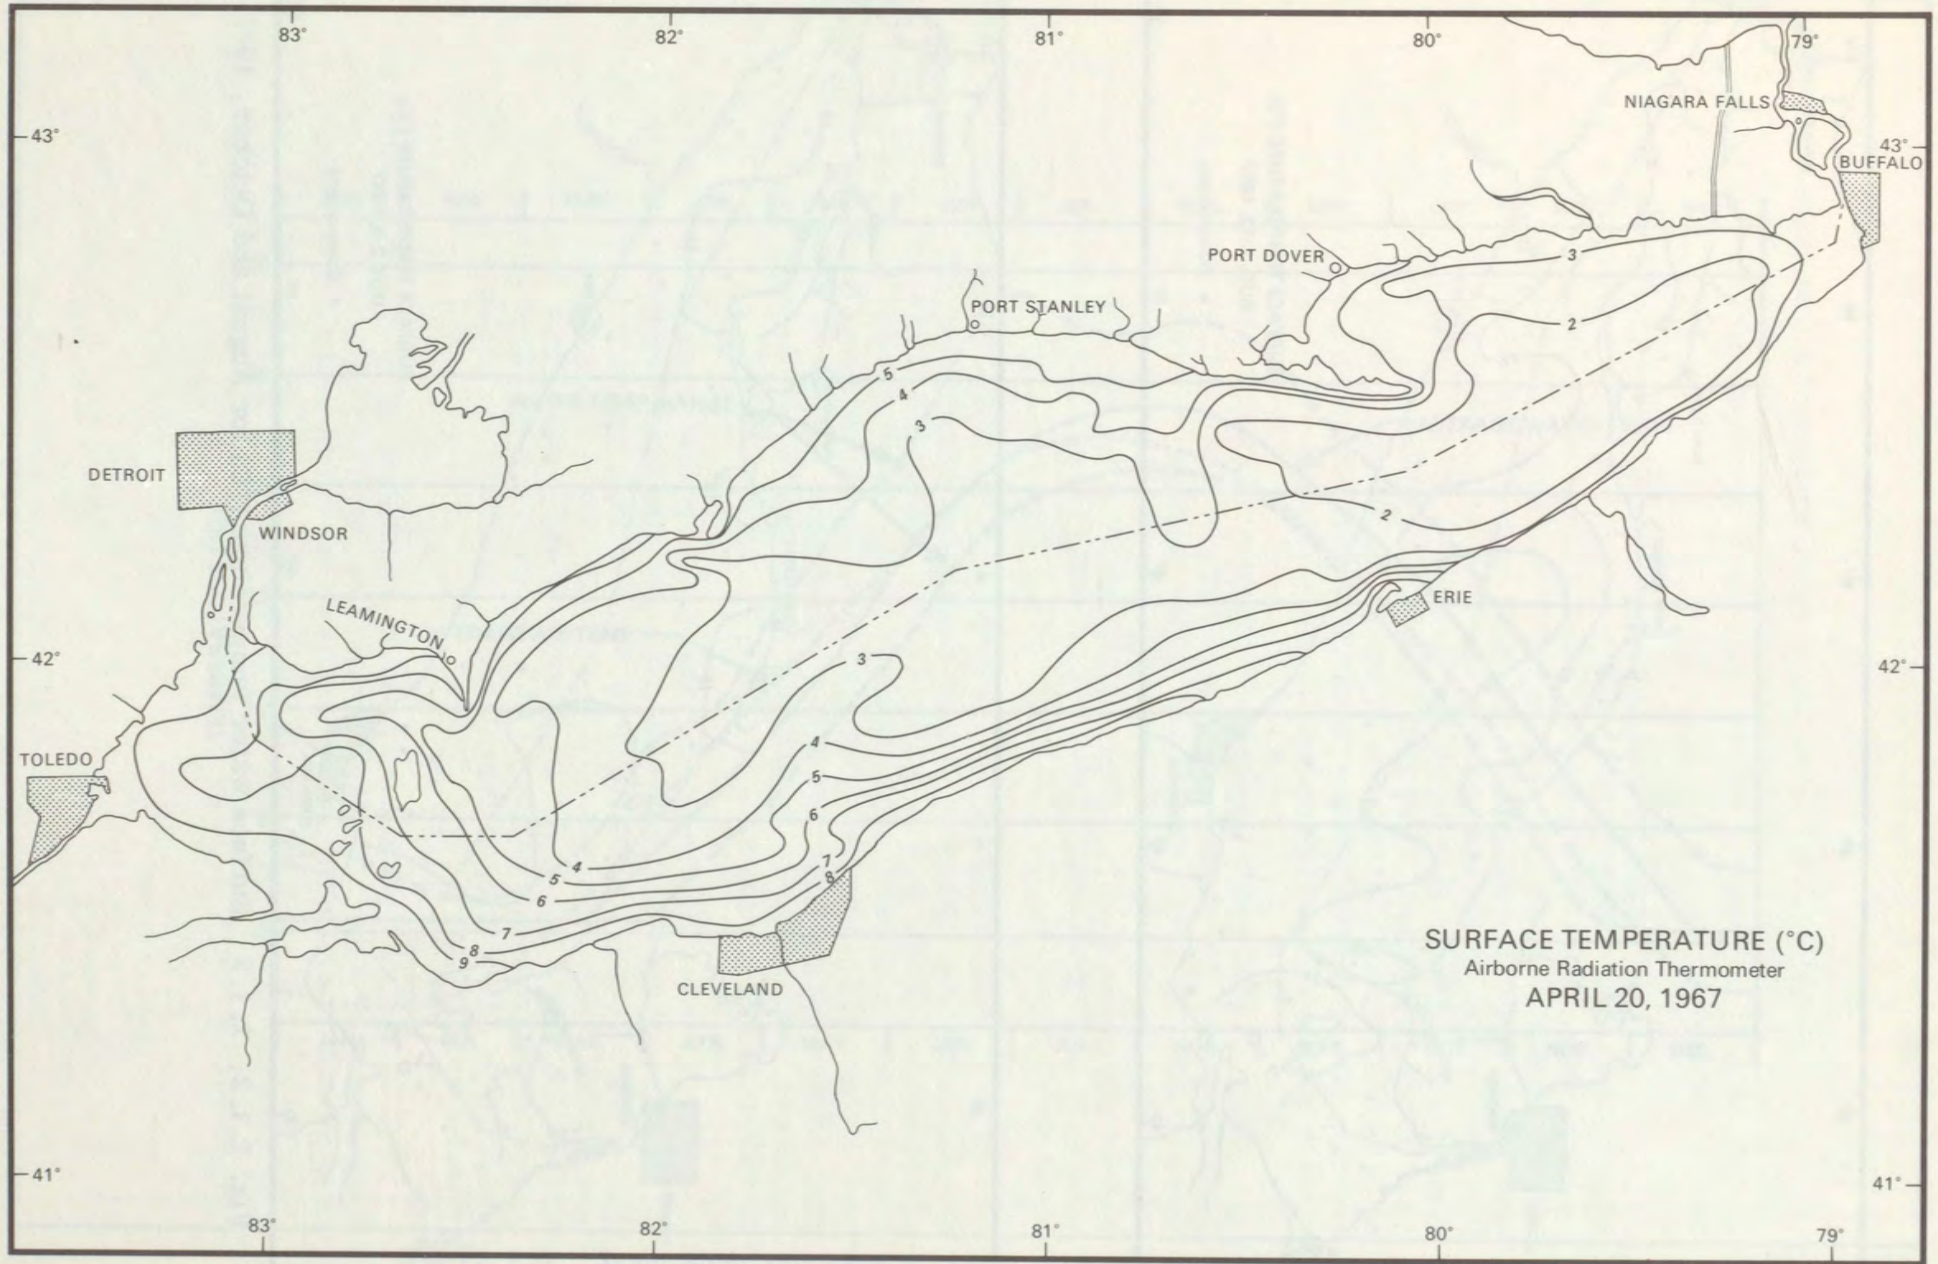 83°
82°
81°
80°
79°
NIAGARA FALLS
43°
43°
BUFFALO
PORT DOVER
3
PORT STANLEY
2
5
4
3
DETROIT
2
WINDSOR
ERIE
LEAMINGTON
42°
3
42°
4
TOLEDO
5
6
7
4
8
5
6
7
8
9
SURFACE TEMPERATURE (°C)
CLEVELAND
Airborne Radiation Thermometer
APRIL 20, 1967
41°
41°
83°
82°
81°
80°
79°